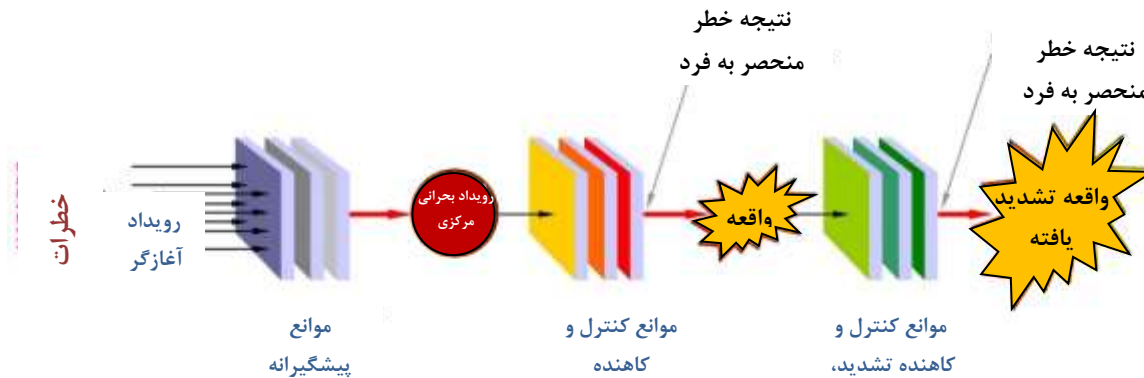 نتیجه خطر
منحصر به فرد
نتیجه خطر
منحصر به فرد
خطرات
رویداد
آغازگر
رویداد بحرانی
مرکزی
واقعه
واقعه تشدید
یافته
موانع
پیشگیرانه
موانع کنترل و
کاهنده
موانع کنترل و
کاهنده تشدید،